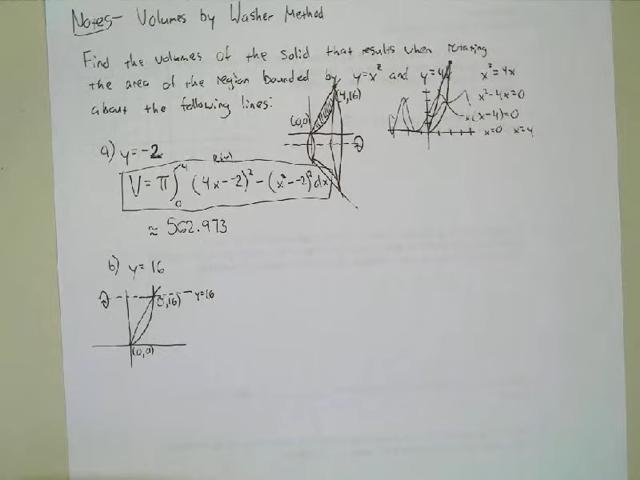 Notes- Volumes by Washer Method
Find the volumes of the solid that results when rotating
the area of the region bounded by y=x² and y=4x
about the following lines:
x²=4x
x²-4x=0
x(x-4)=0
x=0 x=4
(0,0)
(4,16)
a) y=-2
R(x)
V = π∫₀⁴ (4x--2)² - (x²--2)² dx
≈ 562.973
b) y=16
,16)
y=16
(0,0)